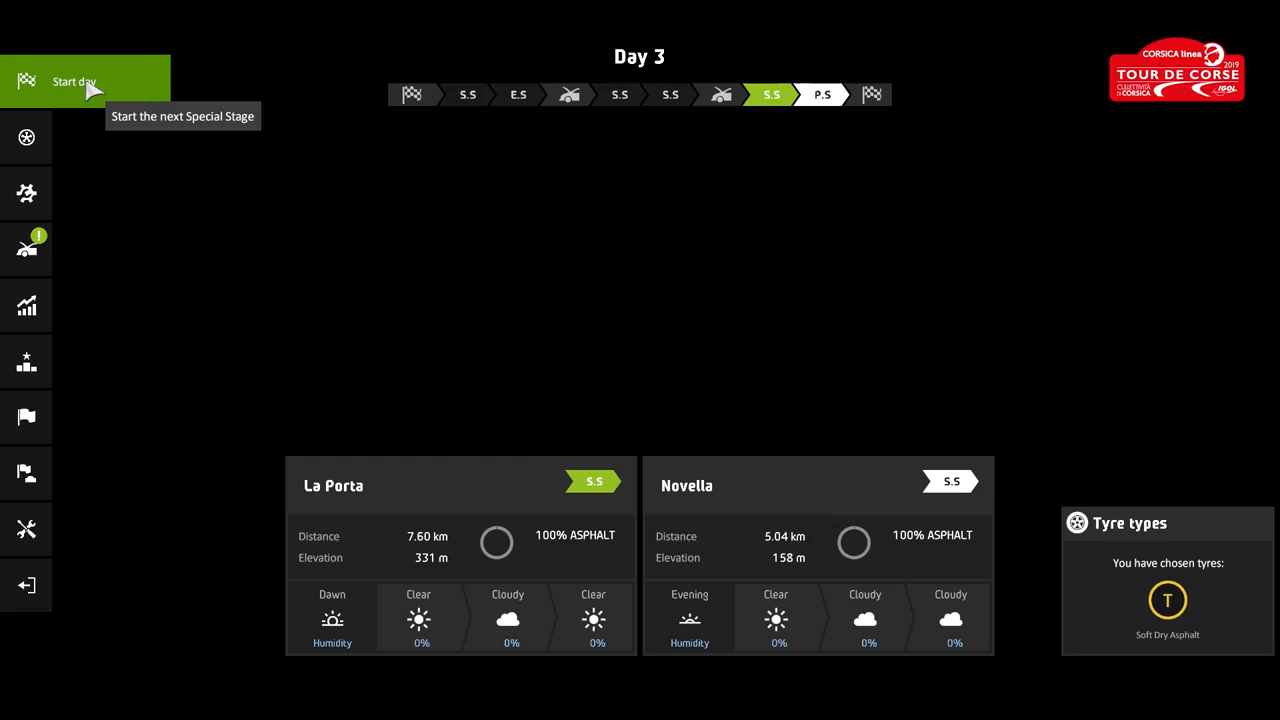 Day 3
CORSICA linea
2019
TOUR DE CORSE
CULLETTIVITÀ
di CORSICA
IGOL
Start day
Start the next Special Stage
S.S
E.S
S.S
S.S
S.S
P.S
La Porta
S.S
Distance 7.60 km
Elevation 331 m
100% ASPHALT
Dawn Clear Cloudy Clear
Humidity 0% 0% 0%
Novella
S.S
Distance 5.04 km
Elevation 158 m
100% ASPHALT
Evening Clear Cloudy Cloudy
Humidity 0% 0% 0%
Tyre types
You have chosen tyres:
T
Soft Dry Asphalt